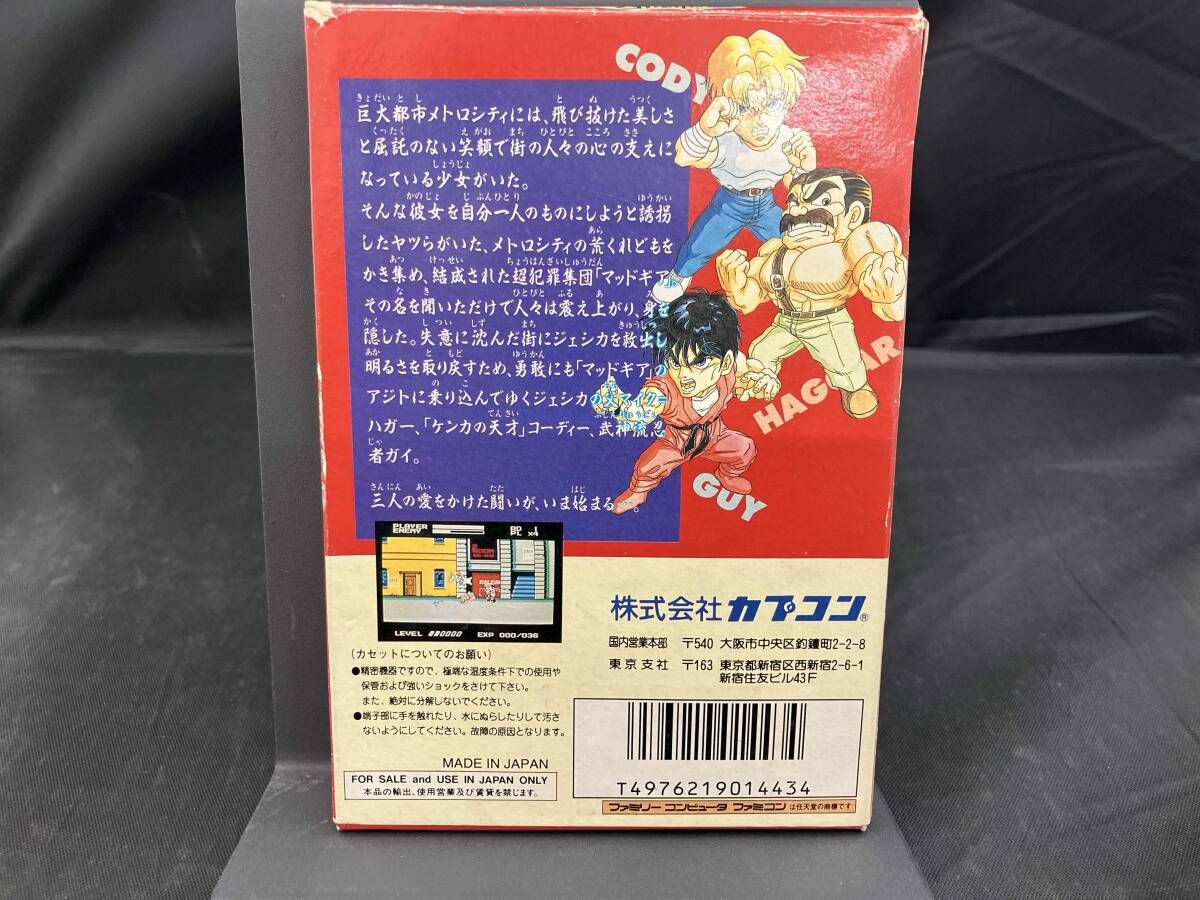 CODY
HAGGAR
GUY
巨大都市メトロシティには、飛び抜けた美しさ
と屈託のない笑顔で街の人々の心の支えに
なっている少女がいた。
そんな彼女を自分一人のものにしようと誘拐
したヤツらがいた、メトロシティの荒くれどもを
かき集め、結成された超犯罪集団「マッドギア」
その名を聞いただけで人々は震え上がり、身を
隠した。失意に沈んだ街にジェシカを救出し
明るさを取り戻すため、勇敢にも「マッドギア」の
アジトに乗り込んでゆくジェシカの父マイク=
ハガー、「ケンカの天才」コーディー、武神流忍
者ガイ。
三人の愛をかけた闘いが、いま始まる…。
PLAYER
ENEMY
PL ×4
ROOM
LEVEL
EXP 000/036
(カセットについてのお願い)
●精密機器ですので、極端な温度条件下での使用や
保管および強いショックをさけて下さい。
また、絶対に分解しないでください。
●端子部に手を触れたり、水にぬらしたりして汚さ
ないようにしてください。故障の原因となります。
MADE IN JAPAN
FOR SALE and USE IN JAPAN ONLY
本品の輸出、使用営業及び賃貸を禁じます。
株式会社カプコン®
国内営業本部 〒540 大阪市中央区釣鐘町2-2-8
東京支社 〒163 東京都新宿区西新宿2-6-1
新宿住友ビル43F
T4976219014434
ファミリーコンピュータ ファミコンは任天堂の商標です